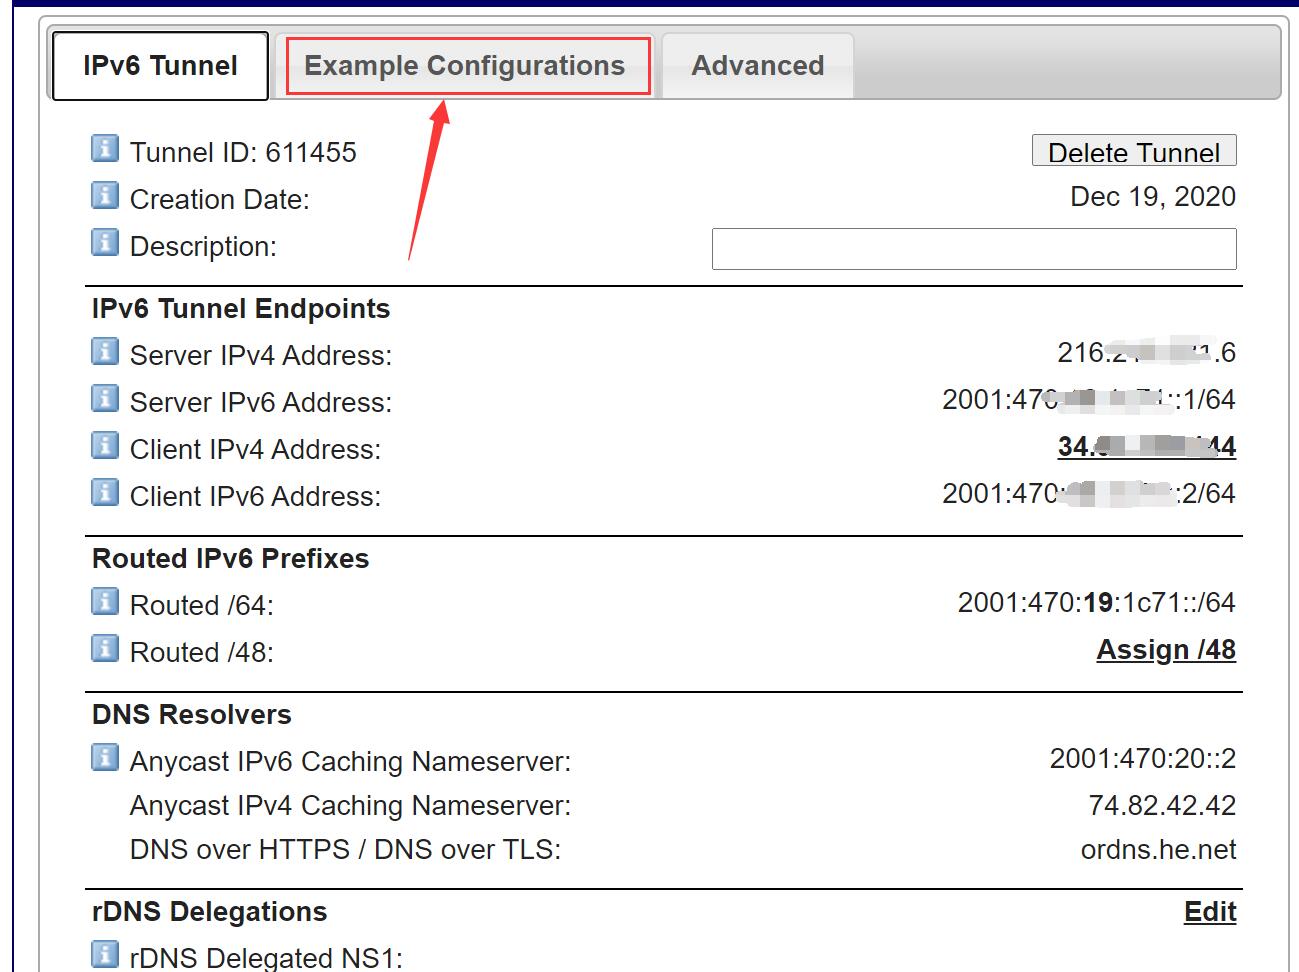 IPv6 Tunnel Example Configurations Advanced
Tunnel ID: 611455 Delete Tunnel
Creation Date: Dec 19, 2020
Description:
IPv6 Tunnel Endpoints
Server IPv4 Address: 216. .6
Server IPv6 Address: 2001:470 ::1/64
Client IPv4 Address: 34. 44
Client IPv6 Address: 2001:470: :2/64
Routed IPv6 Prefixes
Routed /64: 2001:470:19:1c71::/64
Routed /48: Assign /48
DNS Resolvers
Anycast IPv6 Caching Nameserver: 2001:470:20::2
Anycast IPv4 Caching Nameserver: 74.82.42.42
DNS over HTTPS / DNS over TLS: ordns.he.net
rDNS Delegations Edit
rDNS Delegated NS1: